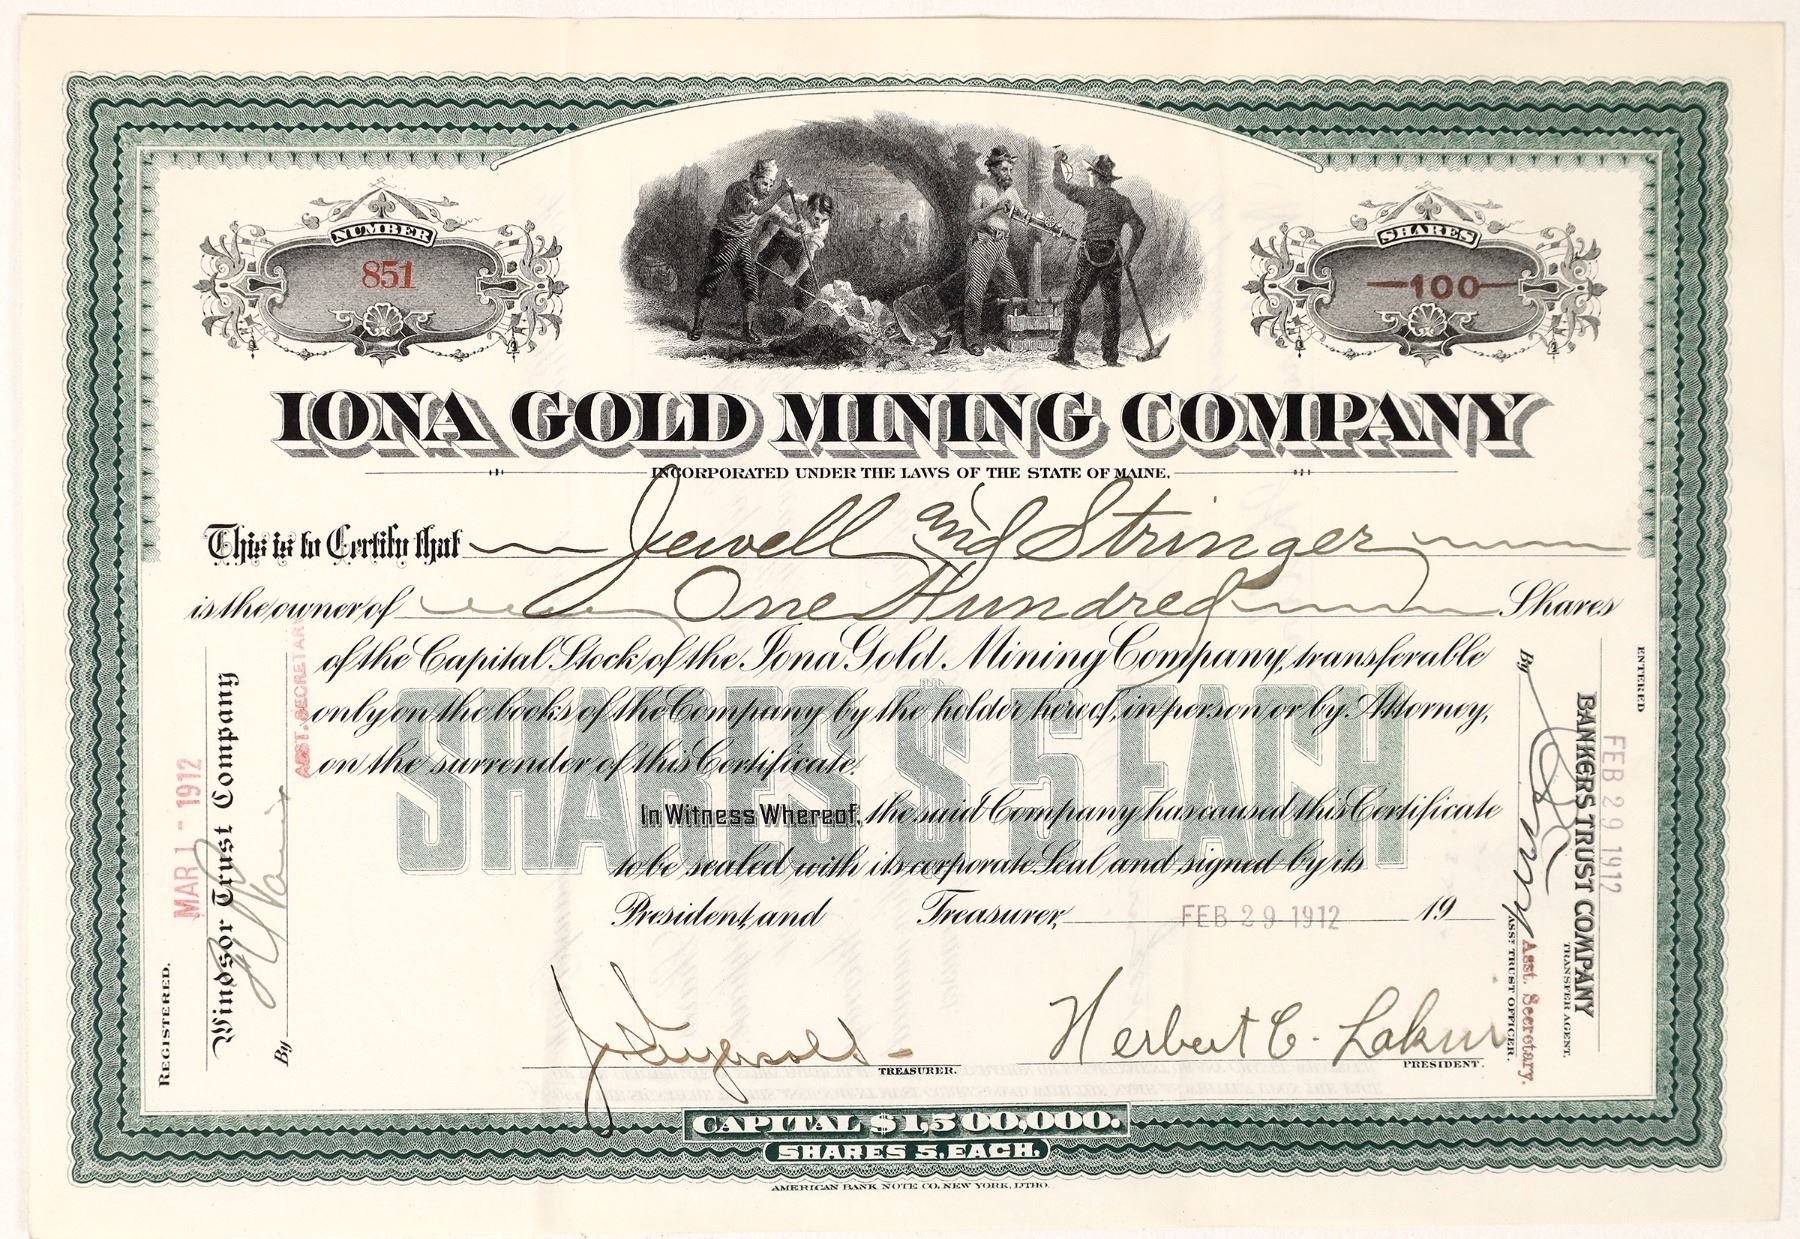 NUMBER
851
SHARES
100
IONA GOLD MINING COMPANY
INCORPORATED UNDER THE LAWS OF THE STATE OF MAINE.
This is to Certify that Jewell and Stringer
is the owner of One Hundred Shares
of the Capital Stock of the Iona Gold Mining Company, transferable
only on the books of the Company by the holder hereof, in person or by Attorney,
on the surrender of this Certificate.
SHARES $5 EACH
In Witness Whereof, the said Company has caused this Certificate
to be sealed with its corporate Seal and signed by its
President, and Treasurer, FEB 29 1912 19
TREASURER.
Herbert C.
PRESIDENT.
REGISTERED.
MAR 1 - 1912
Windsor Trust Company
By
ASST. SECRETARY
ENTERED
FEB 29 1912
BANKERS TRUST COMPANY
TRANSFER AGENT.
By
ASST TRUST OFFICER.
Asst. Secretary.
CAPITAL $1,500,000.
SHARES 5. EACH.
AMERICAN BANK NOTE CO. NEW YORK, LITHO.